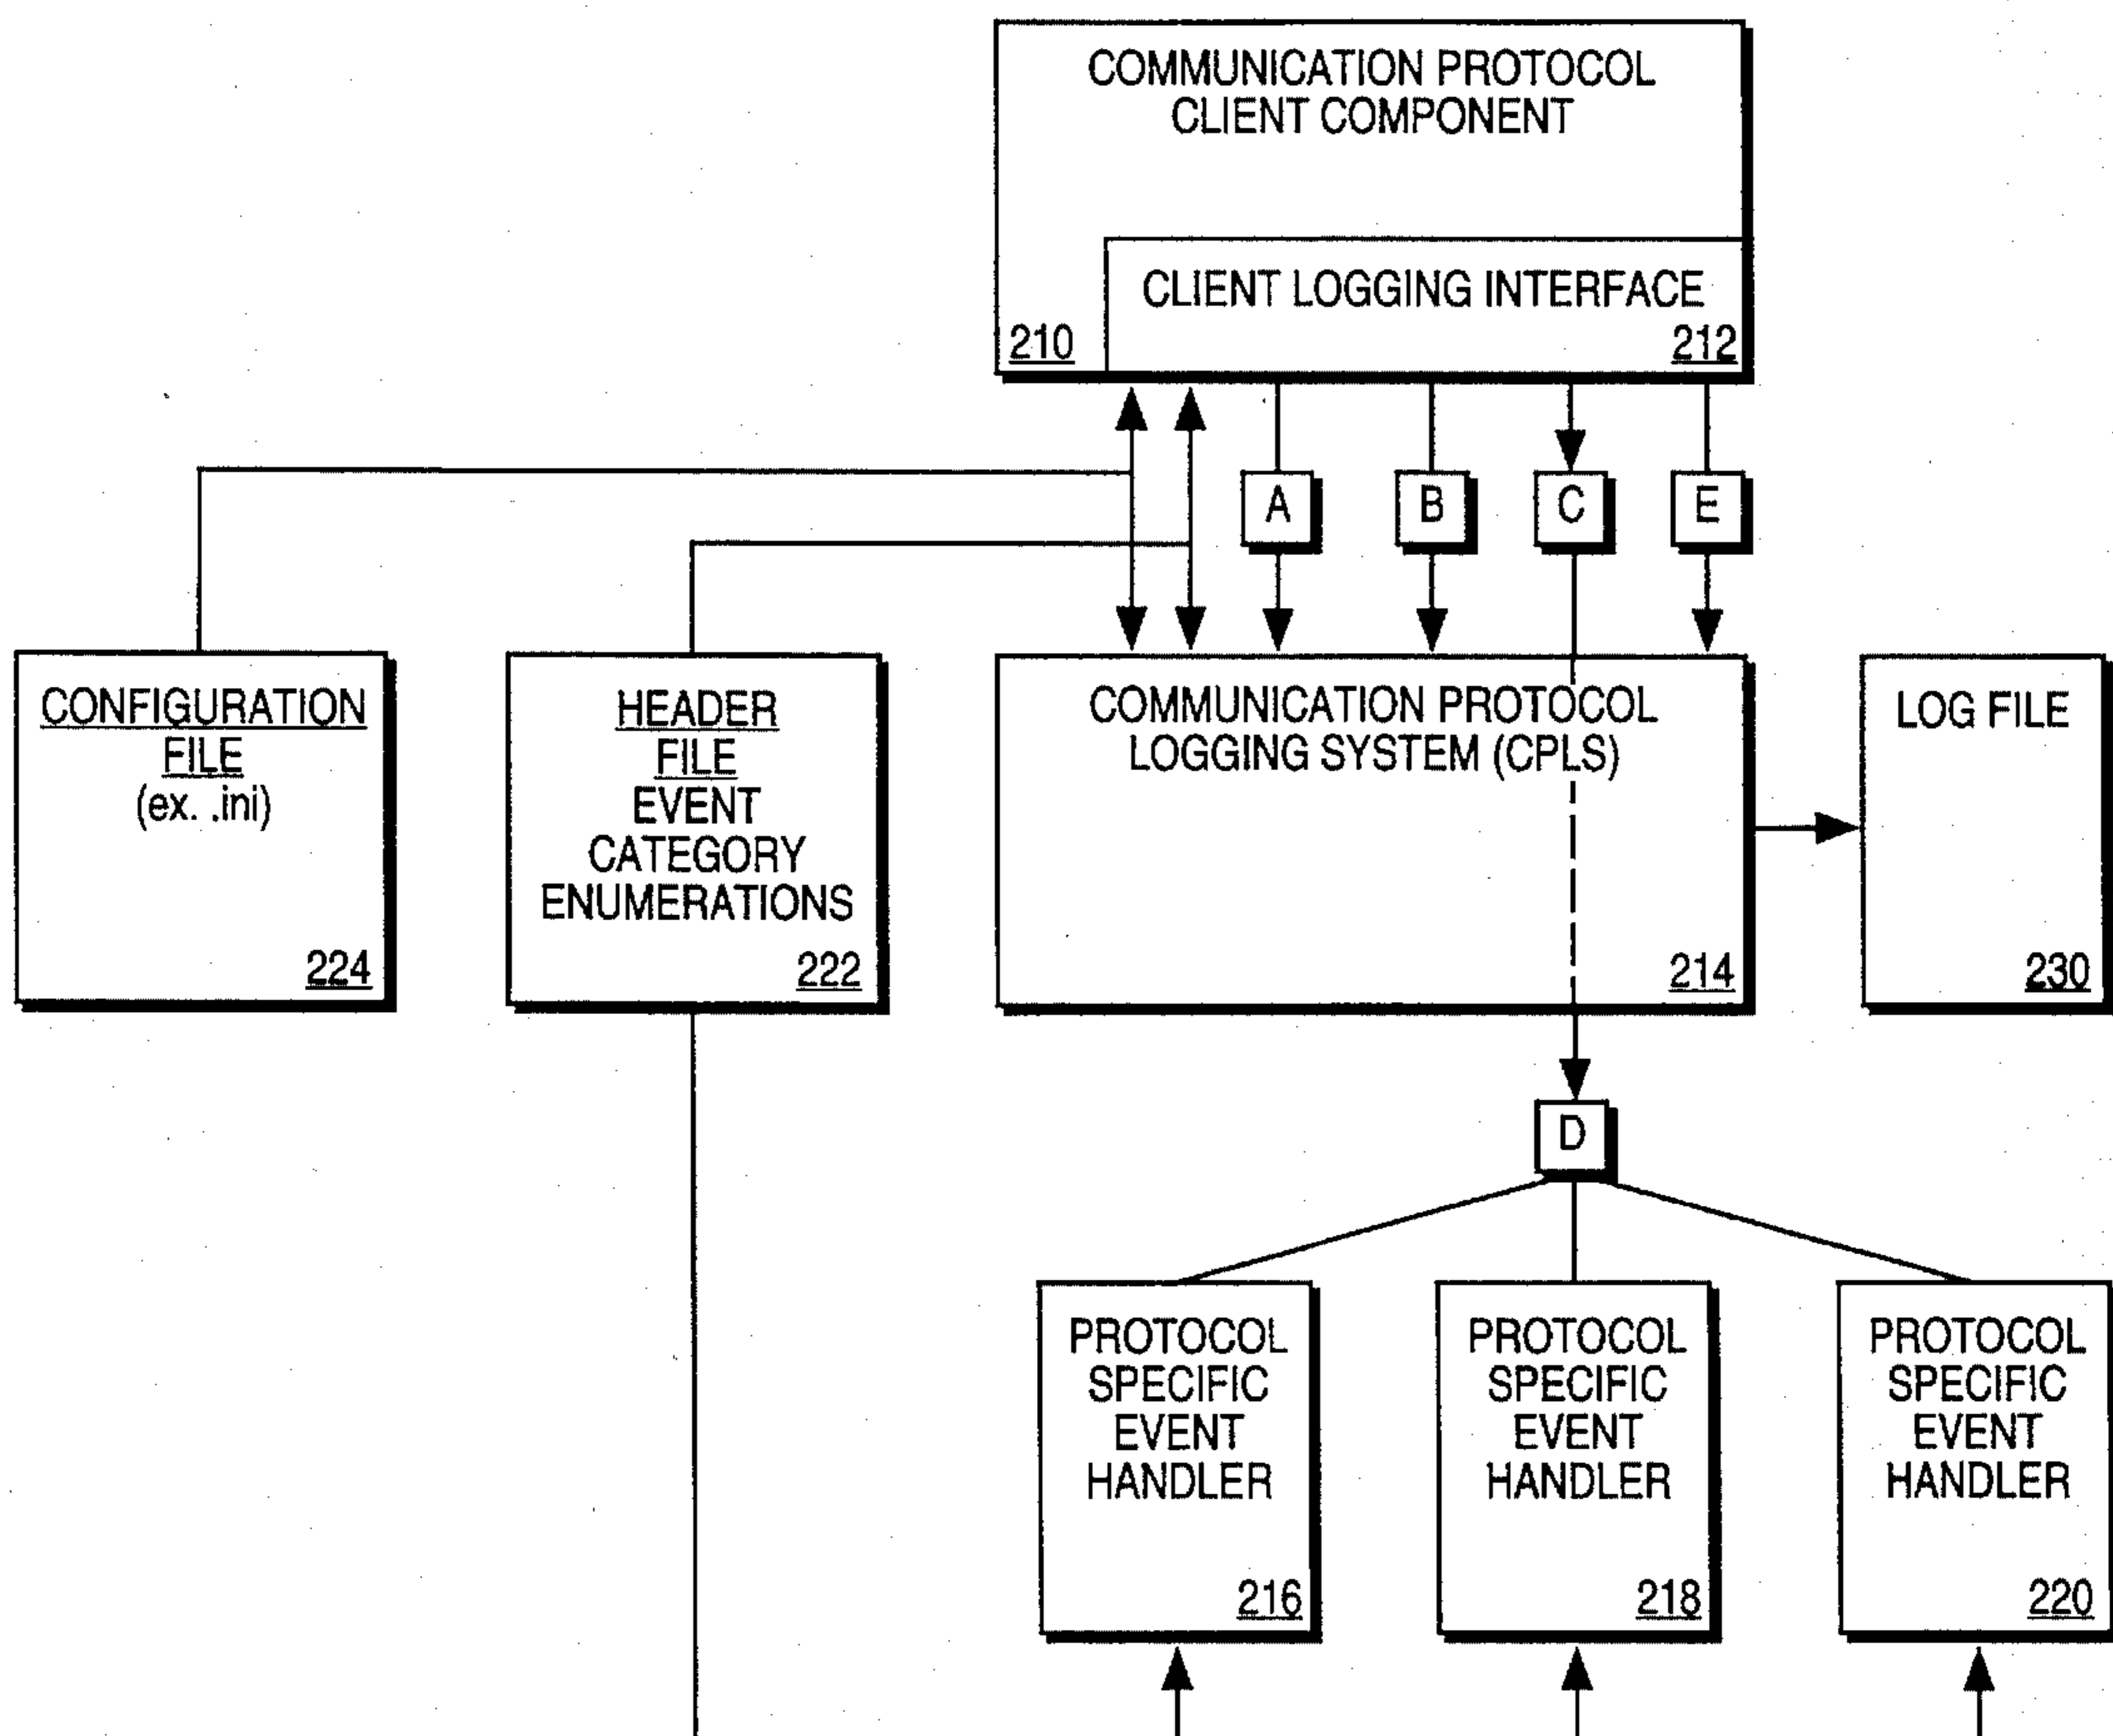 COMMUNICATION PROTOCOL
CLIENT COMPONENT
CLIENT LOGGING INTERFACE
210
212
A
B
C
E
CONFIGURATION
FILE
(ex. .ini)
224
HEADER
FILE
EVENT
CATEGORY
ENUMERATIONS
222
COMMUNICATION PROTOCOL
LOGGING SYSTEM (CPLS)
214
LOG FILE
230
D
PROTOCOL
SPECIFIC
EVENT
HANDLER
216
PROTOCOL
SPECIFIC
EVENT
HANDLER
218
PROTOCOL
SPECIFIC
EVENT
HANDLER
220